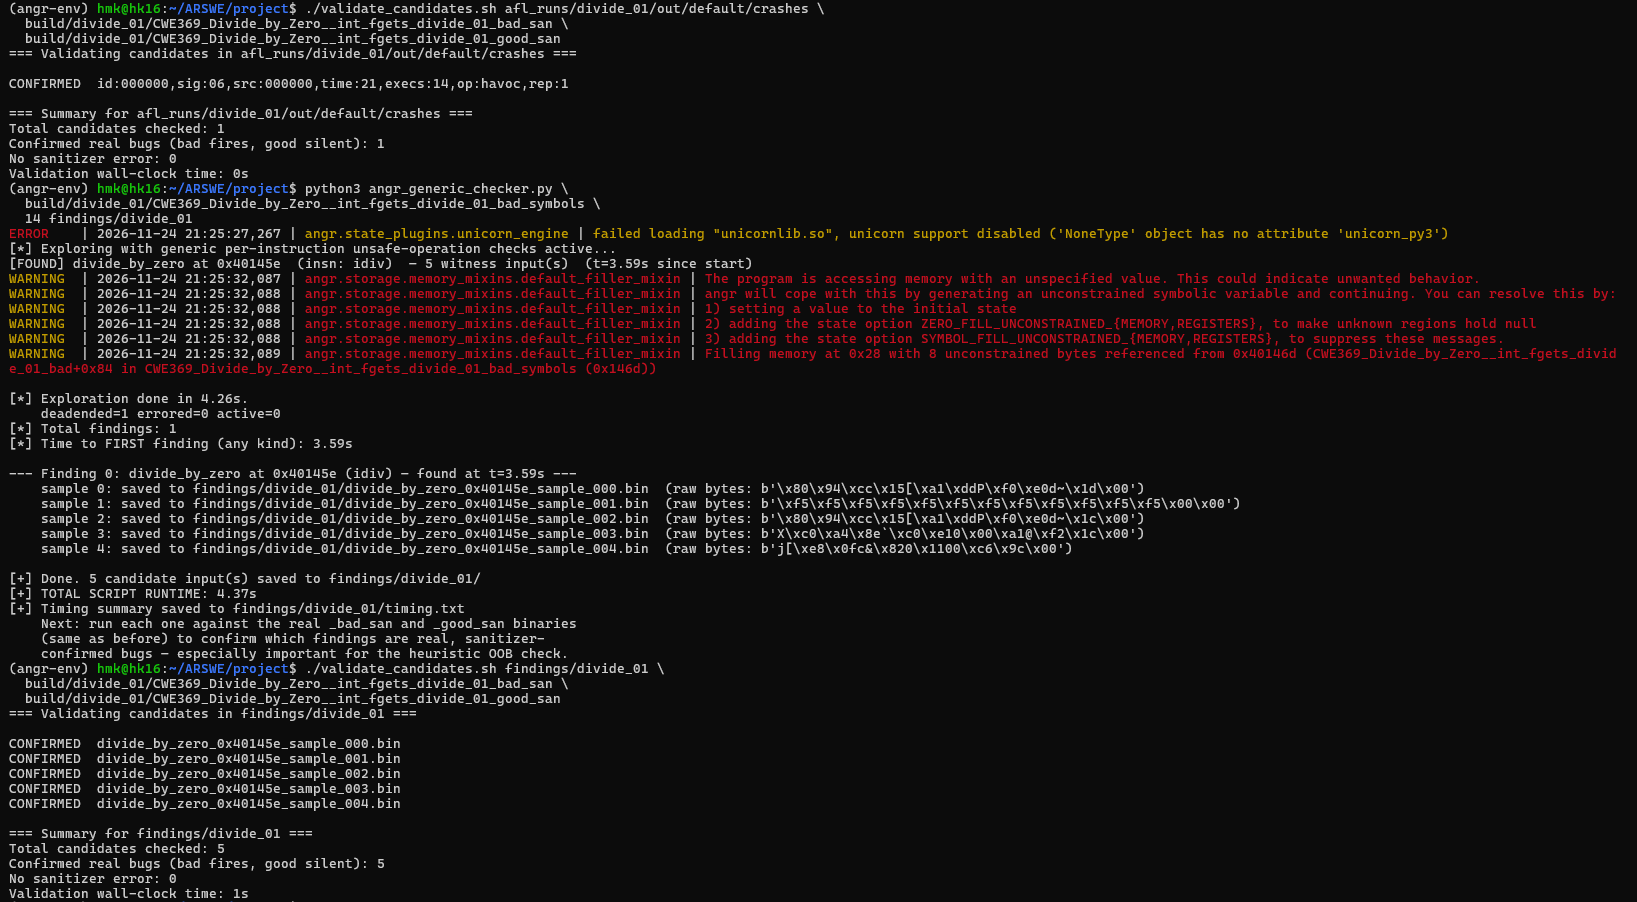 (angr-env) hmk@hk16:~/ARSWE/project$ ./validate_candidates.sh afl_runs/divide_01/out/default/crashes \
  build/divide_01/CWE369_Divide_by_Zero__int_fgets_divide_01_bad_san \
  build/divide_01/CWE369_Divide_by_Zero__int_fgets_divide_01_good_san
=== Validating candidates in afl_runs/divide_01/out/default/crashes ===
CONFIRMED  id:000000,sig:06,src:000000,time:21,execs:14,op:havoc,rep:1
=== Summary for afl_runs/divide_01/out/default/crashes ===
Total candidates checked: 1
Confirmed real bugs (bad fires, good silent): 1
No sanitizer error: 0
Validation wall-clock time: 0s
(angr-env) hmk@hk16:~/ARSWE/project$ python3 angr_generic_checker.py \
  build/divide_01/CWE369_Divide_by_Zero__int_fgets_divide_01_bad_symbols \
  14 findings/divide_01
ERROR    | 2026-11-24 21:25:27,267 | angr.state_plugins.unicorn_engine | failed loading "unicornlib.so", unicorn support disabled ('NoneType' object has no attribute 'unicorn_py3')
[*] Exploring with generic per-instruction unsafe-operation checks active...
[FOUND] divide_by_zero at 0x40145e  (insn: idiv)  — 5 witness input(s)  (t=3.59s since start)
WARNING  | 2026-11-24 21:25:32,087 | angr.storage.memory_mixins.default_filler_mixin | The program is accessing memory with an unspecified value. This could indicate unwanted behavior.
WARNING  | 2026-11-24 21:25:32,088 | angr.storage.memory_mixins.default_filler_mixin | angr will cope with this by generating an unconstrained symbolic variable and continuing. You can resolve this by:
WARNING  | 2026-11-24 21:25:32,088 | angr.storage.memory_mixins.default_filler_mixin | 1) setting a value to the initial state
WARNING  | 2026-11-24 21:25:32,088 | angr.storage.memory_mixins.default_filler_mixin | 2) adding the state option ZERO_FILL_UNCONSTRAINED_{MEMORY,REGISTERS}, to make unknown regions hold null
WARNING  | 2026-11-24 21:25:32,088 | angr.storage.memory_mixins.default_filler_mixin | 3) adding the state option SYMBOL_FILL_UNCONSTRAINED_{MEMORY,REGISTERS}, to suppress these messages.
WARNING  | 2026-11-24 21:25:32,089 | angr.storage.memory_mixins.default_filler_mixin | Filling memory at 0x28 with 8 unconstrained bytes referenced from 0x40146d (CWE369_Divide_by_Zero__int_fgets_divid
e_01_bad+0x84 in CWE369_Divide_by_Zero__int_fgets_divide_01_bad_symbols (0x146d))
[*] Exploration done in 4.26s.
    deadended=1 errored=0 active=0
[*] Total findings: 1
[*] Time to FIRST finding (any kind): 3.59s
--- Finding 0: divide_by_zero at 0x40145e (idiv) — found at t=3.59s ---
    sample 0: saved to findings/divide_01/divide_by_zero_0x40145e_sample_000.bin  (raw bytes: b'\x80\x94\xcc\x15[\xa1\xddP\xf0\xe0d~\x1d\x00')
    sample 1: saved to findings/divide_01/divide_by_zero_0x40145e_sample_001.bin  (raw bytes: b'\xf5\xf5\xf5\xf5\xf5\xf5\xf5\xf5\xf5\xf5\xf5\xf5\x00\x00')
    sample 2: saved to findings/divide_01/divide_by_zero_0x40145e_sample_002.bin  (raw bytes: b'\x80\x94\xcc\x15[\xa1\xddP\xf0\xe0d~\x1c\x00')
    sample 3: saved to findings/divide_01/divide_by_zero_0x40145e_sample_003.bin  (raw bytes: b'X\xc0\xa4\x8e`\xc0\xe10\x00\xa1@\xf2\x1c\x00')
    sample 4: saved to findings/divide_01/divide_by_zero_0x40145e_sample_004.bin  (raw bytes: b'j[\xe8\x0fc&\x820\x1100\xc6\x9c\x00')
[+] Done. 5 candidate input(s) saved to findings/divide_01/
[+] TOTAL SCRIPT RUNTIME: 4.37s
[+] Timing summary saved to findings/divide_01/timing.txt
    Next: run each one against the real _bad_san and _good_san binaries
    (same as before) to confirm which findings are real, sanitizer-
    confirmed bugs — especially important for the heuristic OOB check.
(angr-env) hmk@hk16:~/ARSWE/project$ ./validate_candidates.sh findings/divide_01 \
  build/divide_01/CWE369_Divide_by_Zero__int_fgets_divide_01_bad_san \
  build/divide_01/CWE369_Divide_by_Zero__int_fgets_divide_01_good_san
=== Validating candidates in findings/divide_01 ===
CONFIRMED  divide_by_zero_0x40145e_sample_000.bin
CONFIRMED  divide_by_zero_0x40145e_sample_001.bin
CONFIRMED  divide_by_zero_0x40145e_sample_002.bin
CONFIRMED  divide_by_zero_0x40145e_sample_003.bin
CONFIRMED  divide_by_zero_0x40145e_sample_004.bin
=== Summary for findings/divide_01 ===
Total candidates checked: 5
Confirmed real bugs (bad fires, good silent): 5
No sanitizer error: 0
Validation wall-clock time: 1s